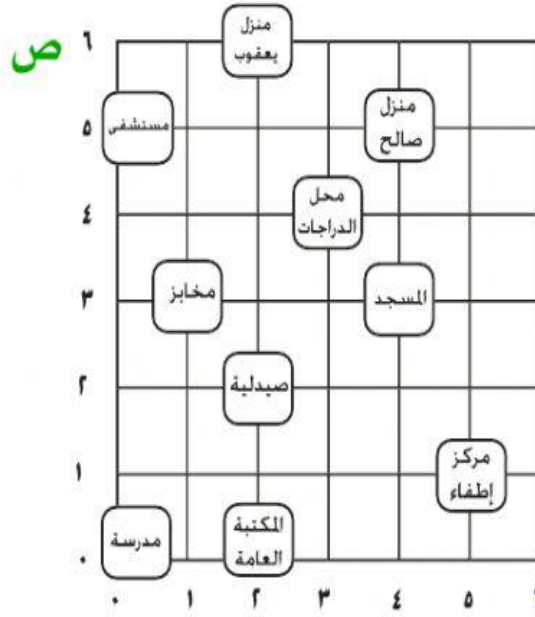 ص
٦
منزل
يعقوب
٥
مستشفى
منزل
صالح
٤
محل
الدراجات
٣
مخابز
المسجد
٢
صيدلية
١
مركز
إطفاء
٠
مدرسة
المكتبة
العامة
٠ ١ ٢ ٣ ٤ ٥